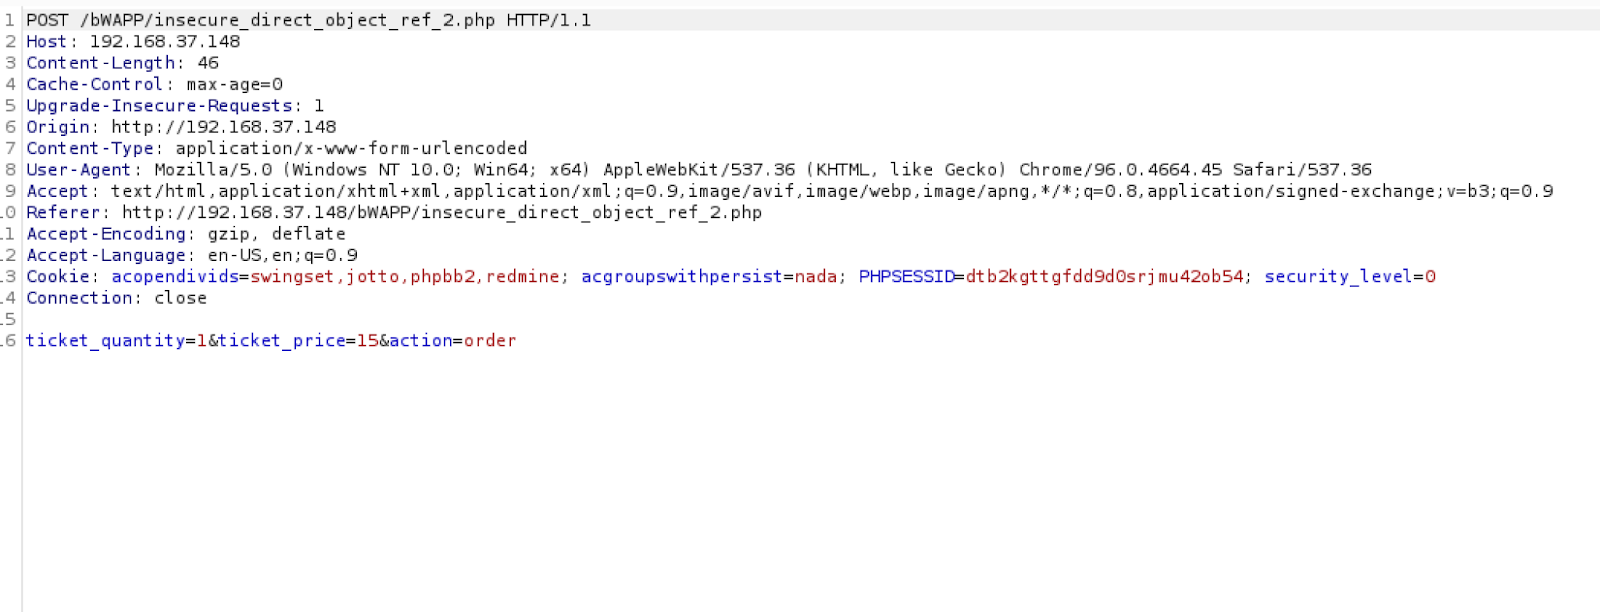 1 POST /bWAPP/insecure_direct_object_ref_2.php HTTP/1.1
2 Host: 192.168.37.148
3 Content-Length: 46
4 Cache-Control: max-age=0
5 Upgrade-Insecure-Requests: 1
6 Origin: http://192.168.37.148
7 Content-Type: application/x-www-form-urlencoded
8 User-Agent: Mozilla/5.0 (Windows NT 10.0; Win64; x64) AppleWebKit/537.36 (KHTML, like Gecko) Chrome/96.0.4664.45 Safari/537.36
9 Accept: text/html,application/xhtml+xml,application/xml;q=0.9,image/avif,image/webp,image/apng,*/*;q=0.8,application/signed-exchange;v=b3;q=0.9
0 Referer: http://192.168.37.148/bWAPP/insecure_direct_object_ref_2.php
1 Accept-Encoding: gzip, deflate
2 Accept-Language: en-US,en;q=0.9
3 Cookie: acopendivids=swingset,jotto,phpbb2,redmine; acgroupswithpersist=nada; PHPSESSID=dtb2kgttgfdd9d0srjmu42ob54; security_level=0
4 Connection: close
5
6 ticket_quantity=1&ticket_price=15&action=order